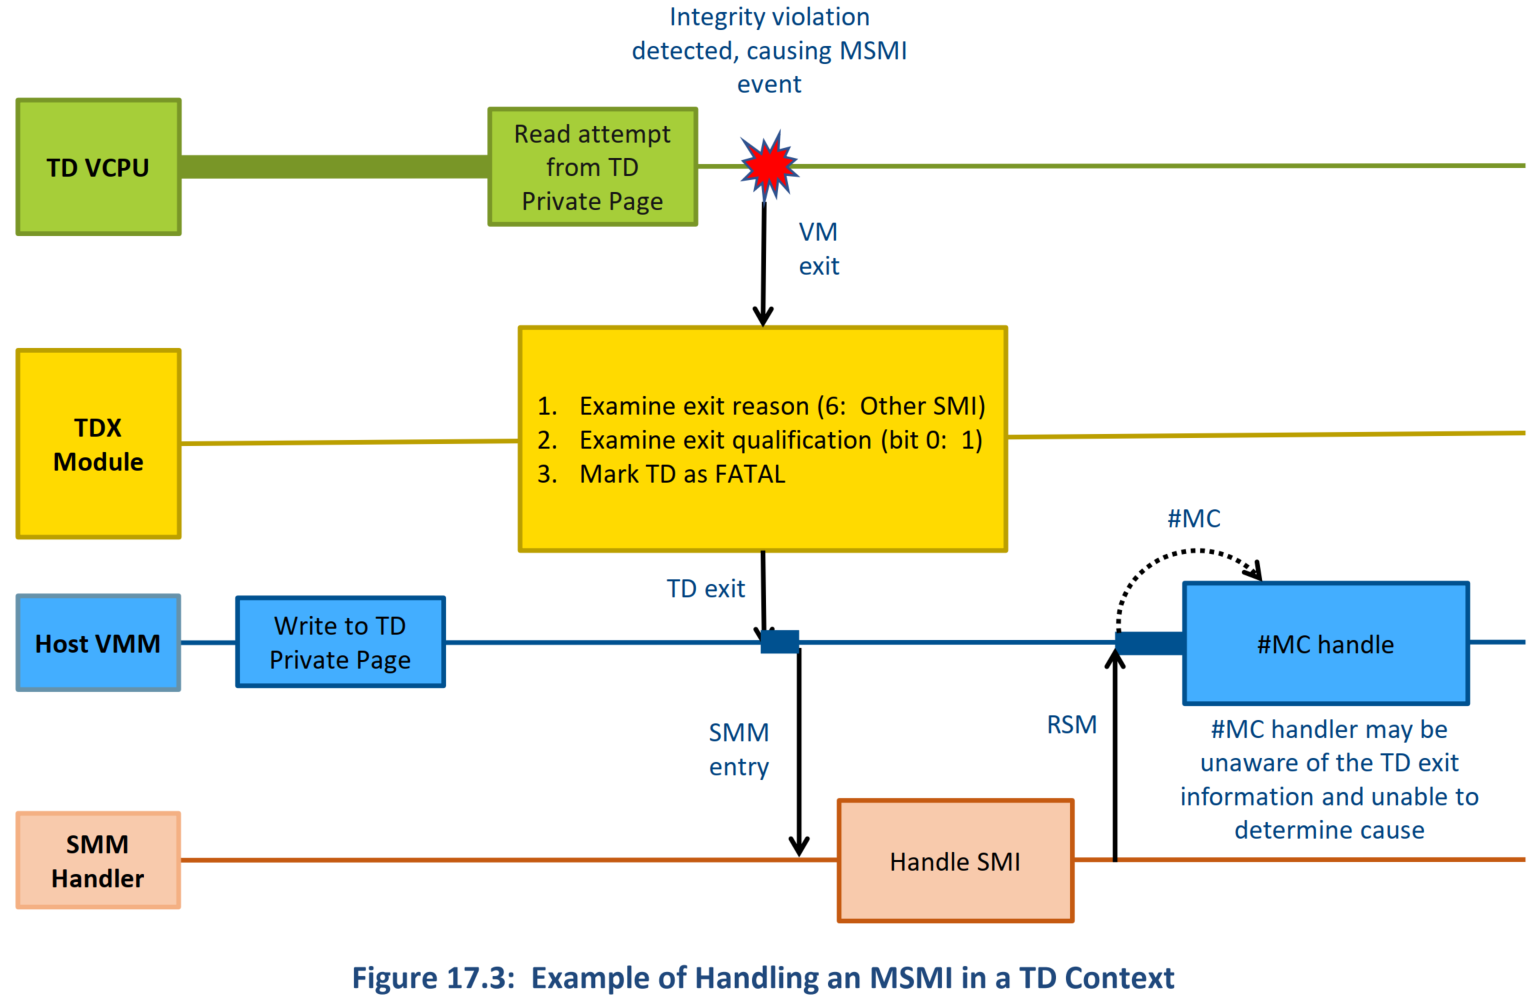 Integrity violation
detected, causing MSMI
event
TD VCPU
Read attempt
from TD
Private Page
VM
exit
TDX
Module
1. Examine exit reason (6: Other SMI)
2. Examine exit qualification (bit 0: 1)
3. Mark TD as FATAL
#MC
TD exit
Host VMM
Write to TD
Private Page
#MC handle
SMM
entry
RSM
#MC handler may be
unaware of the TD exit
information and unable to
determine cause
SMM
Handler
Handle SMI
Figure 17.3: Example of Handling an MSMI in a TD Context